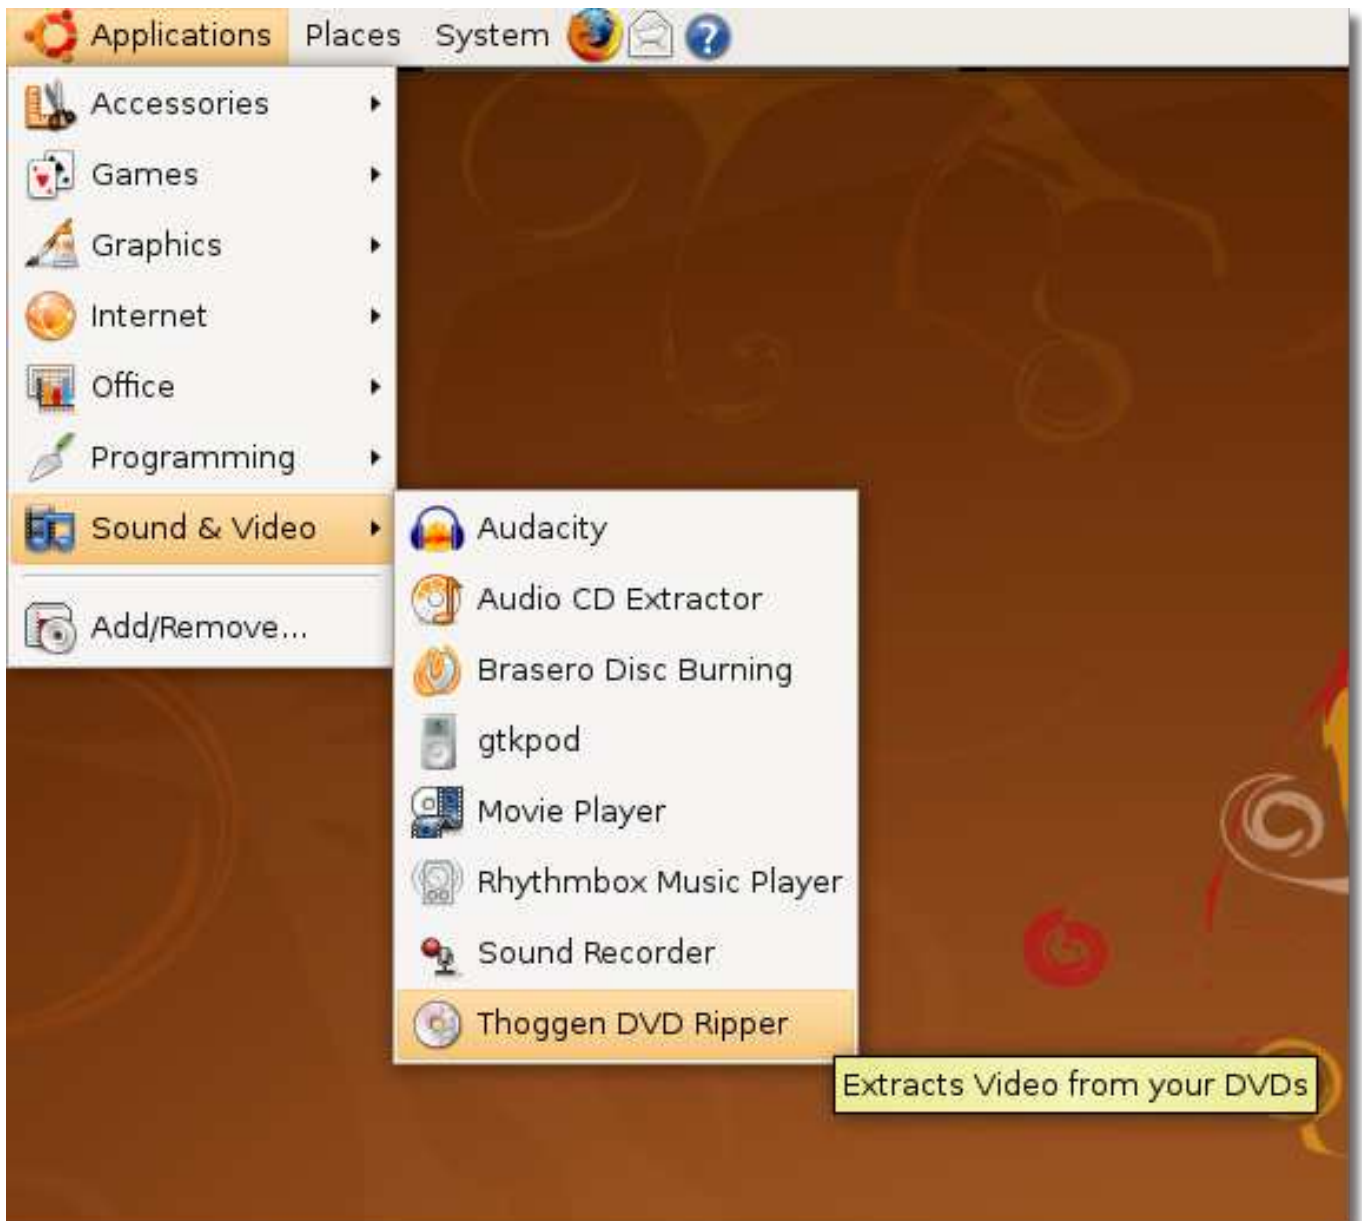 Applications Places System
Accessories
Games
Graphics
Internet
Office
Programming
Sound & Video
Add/Remove...
Audacity
Audio CD Extractor
Brasero Disc Burning
gtkpod
Movie Player
Rhythmbox Music Player
Sound Recorder
Thoggen DVD Ripper
Extracts Video from your DVDs